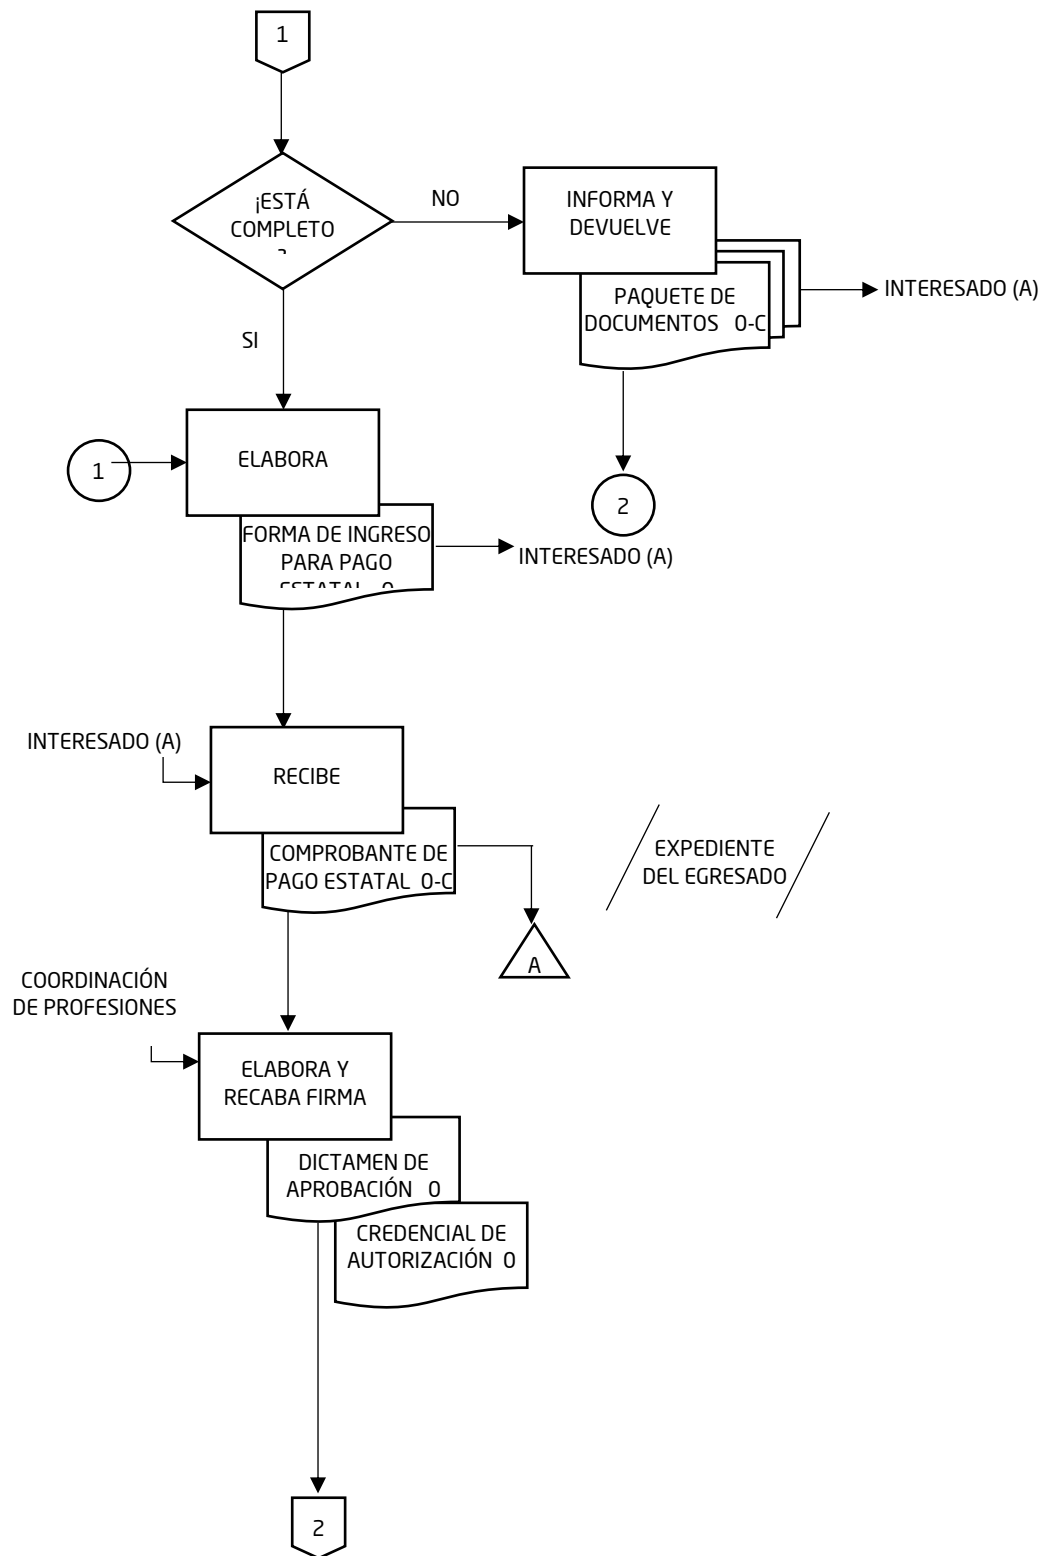 1
¡ESTÁ
COMPLETO
NO
INFORMA Y
DEVUELVE
PAQUETE DE
DOCUMENTOS 0-C
INTERESADO (A)
SI
1
ELABORA
2
FORMA DE INGRESO
PARA PAGO
ESTATAL 0
INTERESADO (A)
INTERESADO (A)
RECIBE
COMPROBANTE DE
PAGO ESTATAL 0-C
EXPEDIENTE
DEL EGRESADO
A
COORDINACIÓN
DE PROFESIONES
ELABORA Y
RECABA FIRMA
DICTAMEN DE
APROBACIÓN 0
CREDENCIAL DE
AUTORIZACIÓN 0
2